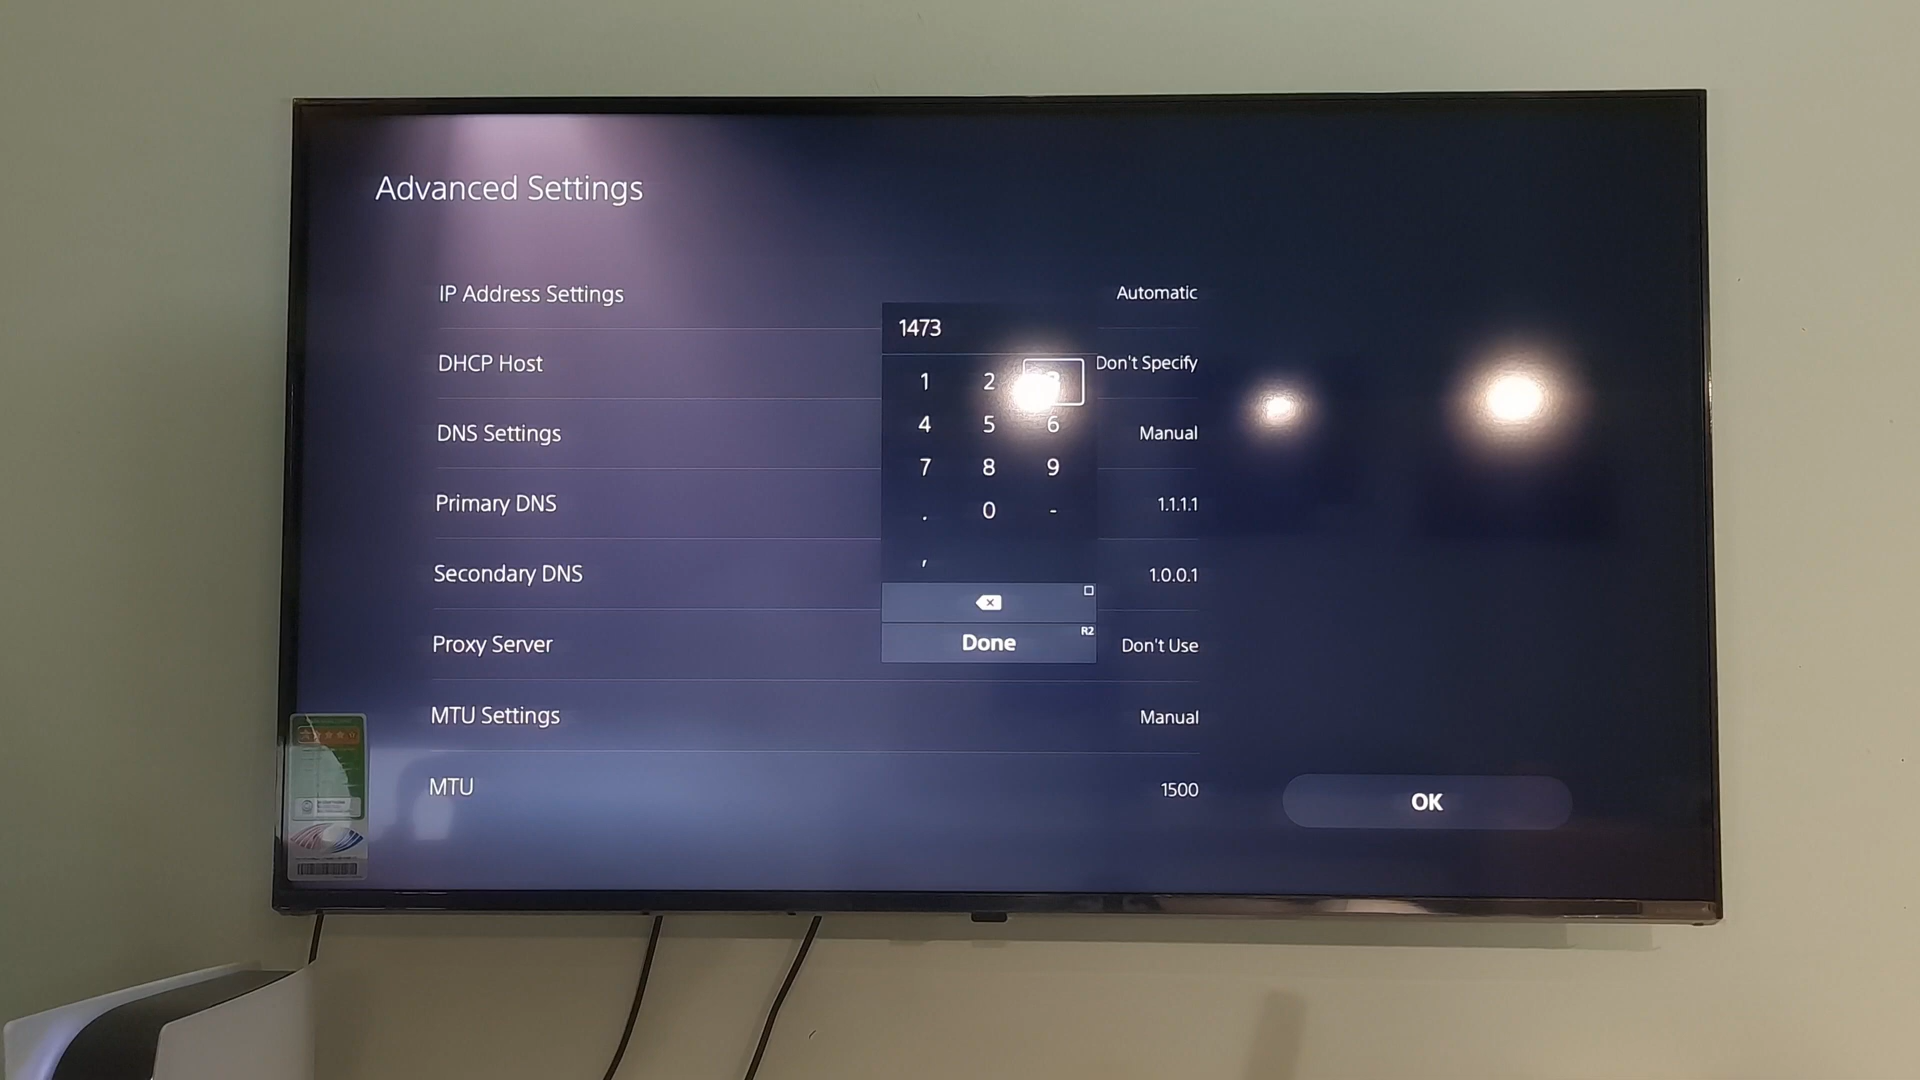 Advanced Settings
IP Address Settings Automatic
1473
DHCP Host Don't Specify
1 2 3
DNS Settings Manual
4 5 6
7 8 9
Primary DNS 1.1.1.1
. 0 -
Secondary DNS 1.0.0.1
,
Proxy Server Don't Use
Done R2
MTU Settings Manual
MTU 1500
OK